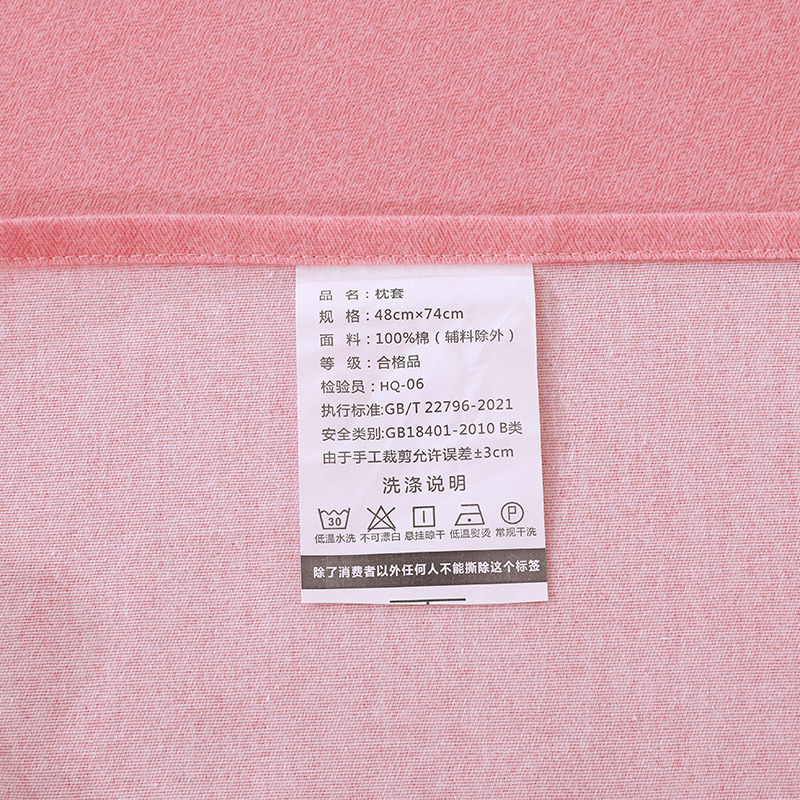 品 名：枕套
规 格：48cm×74cm
面 料：100%棉（辅料除外）
等 级：合格品
检验员：HQ-06
执行标准:GB/T 22796-2021
安全类别:GB18401-2010 B类
由于手工裁剪允许误差±3cm
洗涤说明
30 P
低温水洗 不可漂白 悬挂晾干 低温熨烫 常规干洗
除了消费者以外任何人不能撕除这个标签